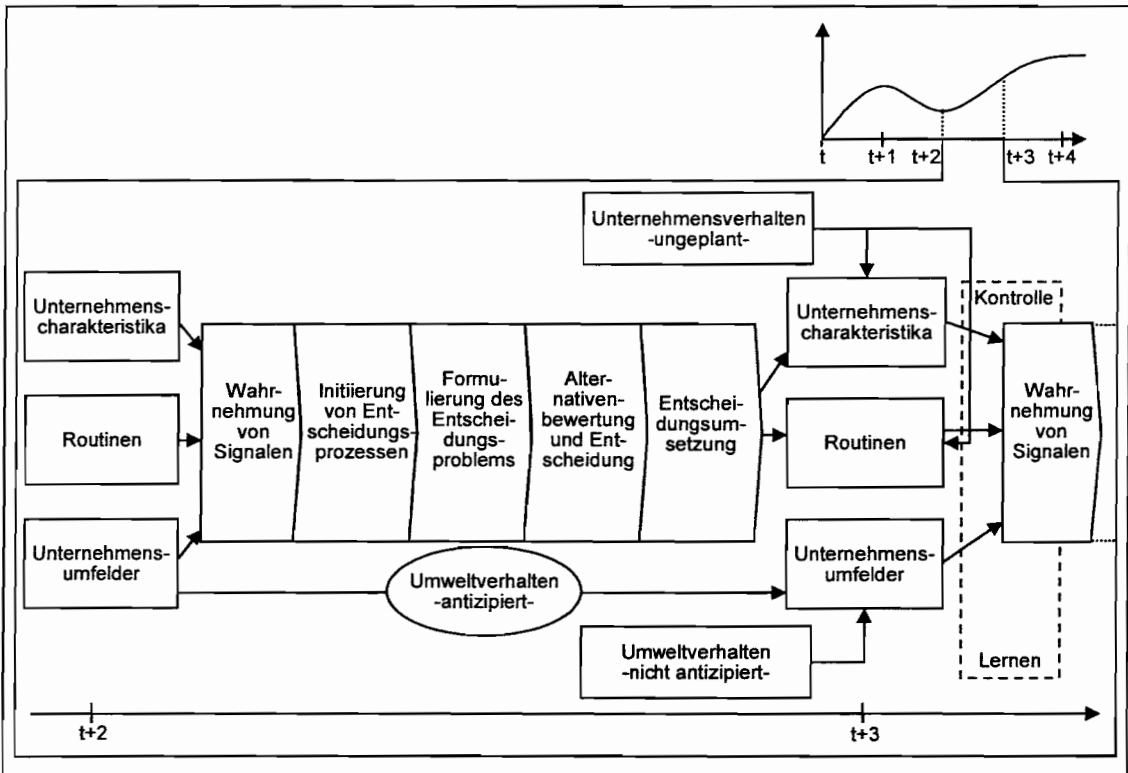 t
t+1
t+2
t+3
t+4
Unternehmensverhalten
-ungeplant-
Unternehmens-
charakteristika
Routinen
Unternehmens-
umfelder
Wahr-
nehmung
von
Signalen
Initiierung
von Ent-
scheidungs-
prozessen
Formu-
lierung des
Entschei-
dungs-
problems
Alter-
nativen-
bewertung
und Ent-
scheidung
Entschei-
dungsum-
setzung
Umweltverhalten
-antizipiert-
Unternehmens-
charakteristika
Routinen
Unternehmens-
umfelder
Umweltverhalten
-nicht antizipiert-
Kontrolle
Wahr-
nehmung
von
Signalen
Lernen
t+2
t+3